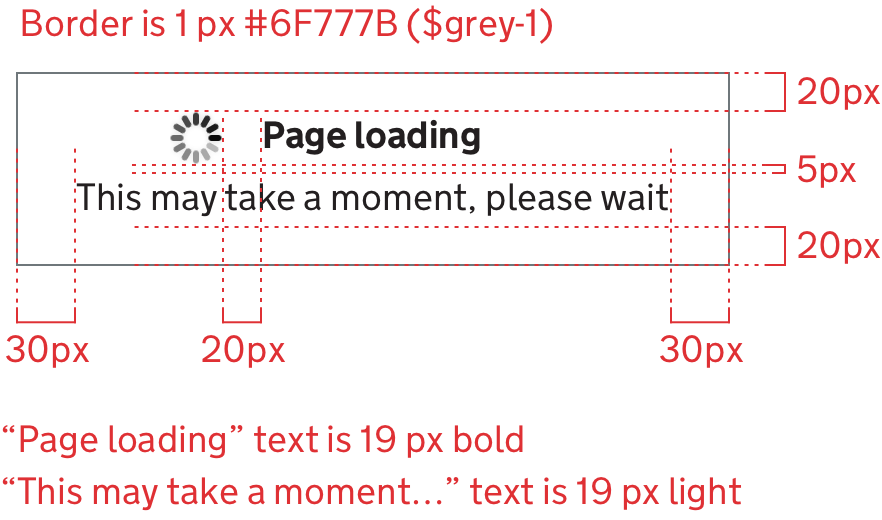 Border is 1 px #6F777B ($grey-1)
20px
Page loading
5px
This may take a moment, please wait
20px
30px 20px 30px
“Page loading” text is 19 px bold
“This may take a moment…” text is 19 px light